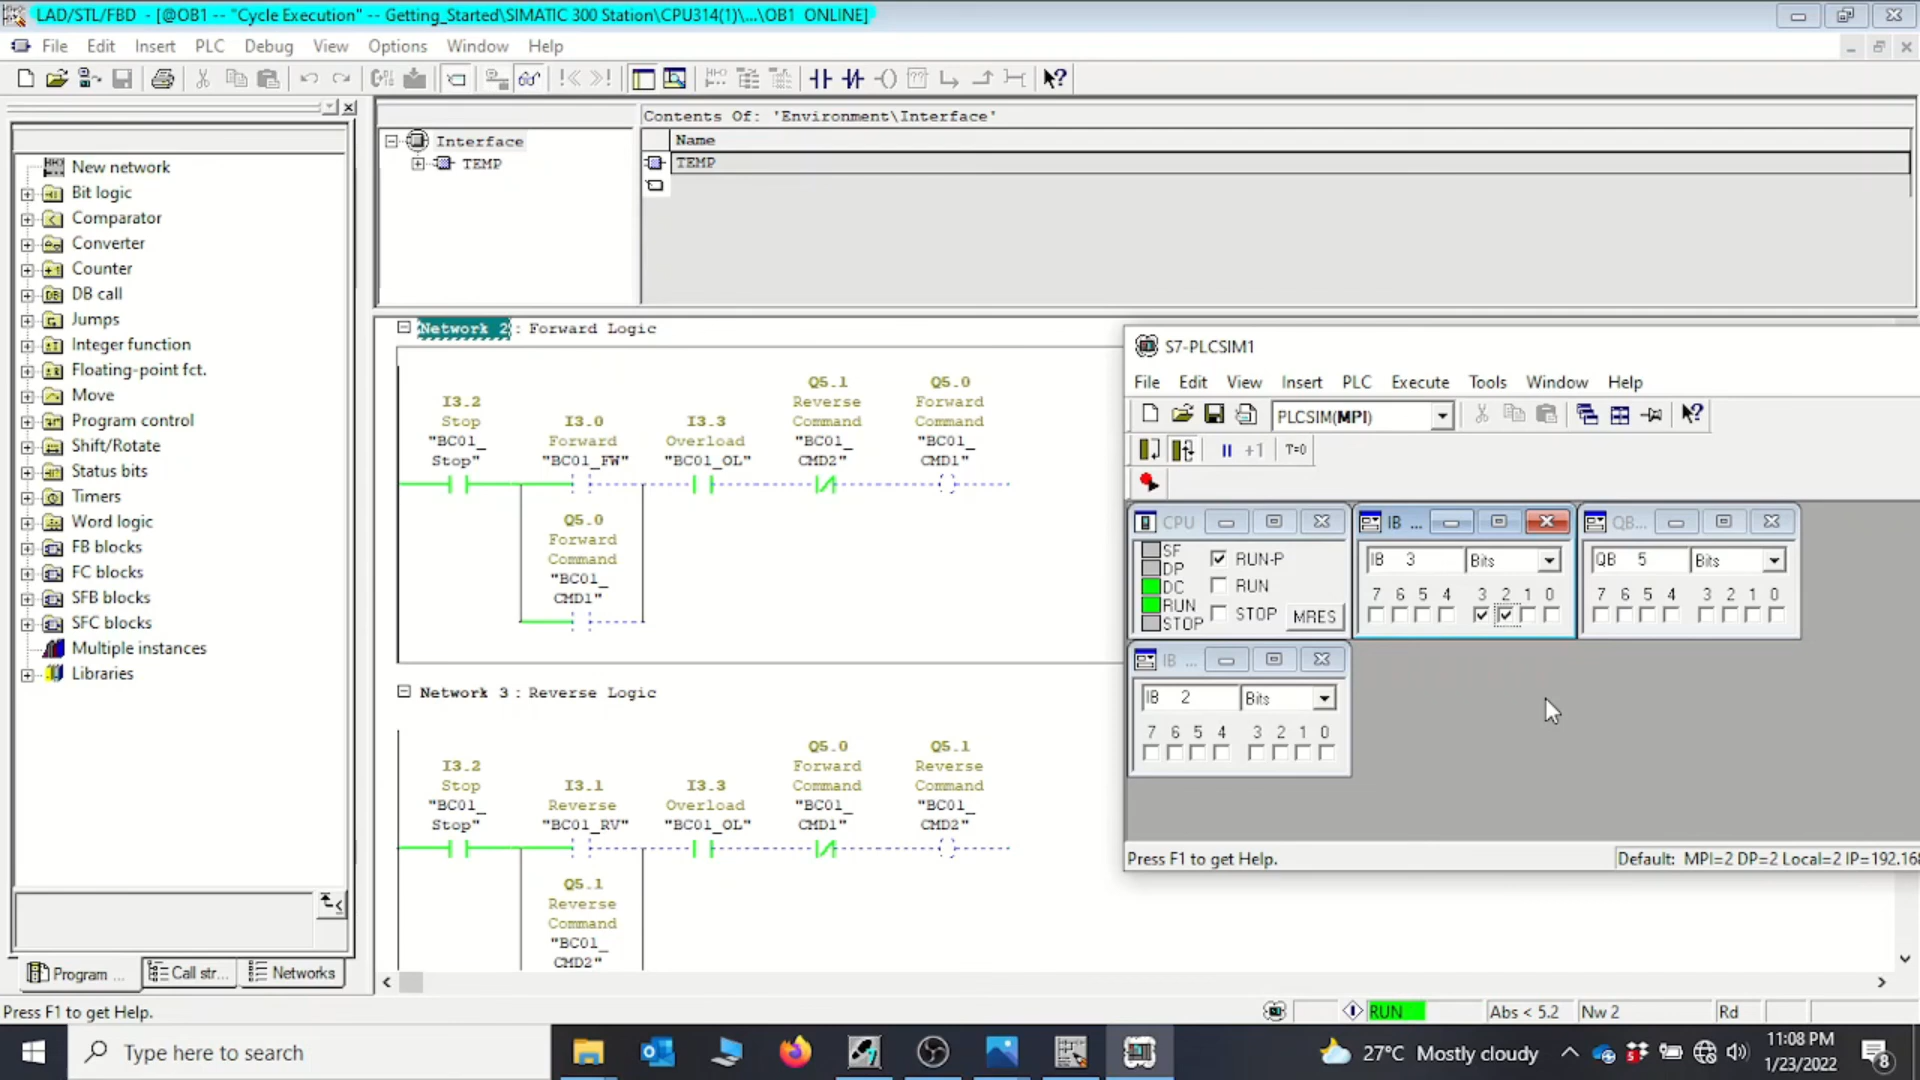 LAD/STL/FBD - [@OB1 -- "Cycle Execution" -- Getting_Started\SIMATIC 300 Station\CPU314(1)\...\OB1 ONLINE]
File Edit Insert PLC Debug View Options Window Help
Contents Of: 'Environment\Interface'
Interface
TEMP
Name
TEMP
New network
Bit logic
Comparator
Converter
Counter
DB call
Jumps
Integer function
Floating-point fct.
Move
Program control
Shift/Rotate
Status bits
Timers
Word logic
FB blocks
FC blocks
SFB blocks
SFC blocks
Multiple instances
Libraries
Program ...
Call str...
Networks
Network 2 : Forward Logic
I3.2
Stop
"BC01_
Stop"
I3.0
Forward
"BC01_FW"
I3.3
Overload
"BC01_OL"
Q5.1
Reverse
Command
"BC01_
CMD2"
Q5.0
Forward
Command
"BC01_
CMD1"
Q5.0
Forward
Command
"BC01_
CMD1"
Network 3 : Reverse Logic
I3.2
Stop
"BC01_
Stop"
I3.1
Reverse
"BC01_RV"
I3.3
Overload
"BC01_OL"
Q5.0
Forward
Command
"BC01_
CMD1"
Q5.1
Reverse
Command
"BC01_
CMD2"
Q5.1
Reverse
Command
"BC01_
CMD2"
S7-PLCSIM1
File Edit View Insert PLC Execute Tools Window Help
PLCSIM(MPI)
+1 T=0
CPU
SF
DP
DC
RUN
STOP
RUN-P
RUN
STOP
MRES
IB ...
IB 3 Bits
7 6 5 4 3 2 1 0
QB...
QB 5 Bits
7 6 5 4 3 2 1 0
IB ...
IB 2 Bits
7 6 5 4 3 2 1 0
Press F1 to get Help.
Default: MPI=2 DP=2 Local=2 IP=192.168
Press F1 to get Help.
RUN
Abs < 5.2
Nw 2
Rd
Type here to search
27°C Mostly cloudy
11:08 PM
1/23/2022
8